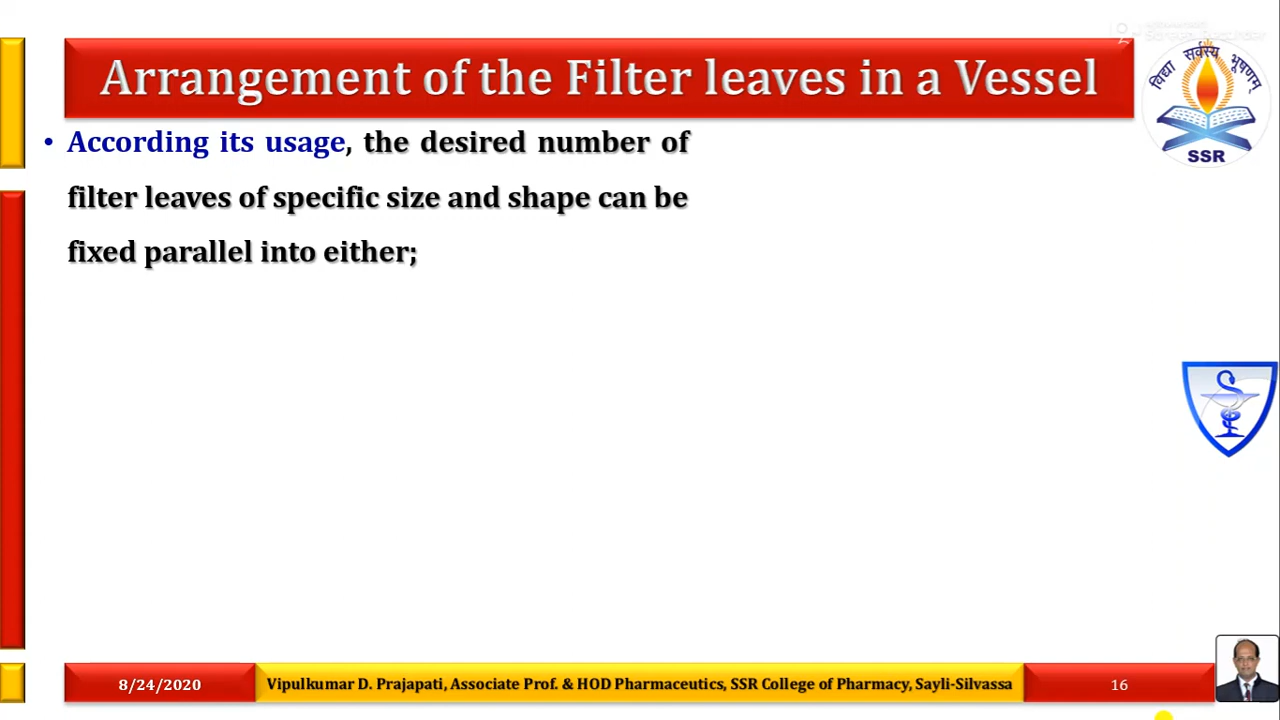 Arrangement of the Filter leaves in a Vessel
विद्या सर्वस्य भूषणम्
SSR
• According its usage, the desired number of
filter leaves of specific size and shape can be
fixed parallel into either;
8/24/2020
Vipulkumar D. Prajapati, Associate Prof. & HOD Pharmaceutics, SSR College of Pharmacy, Sayli-Silvassa
16